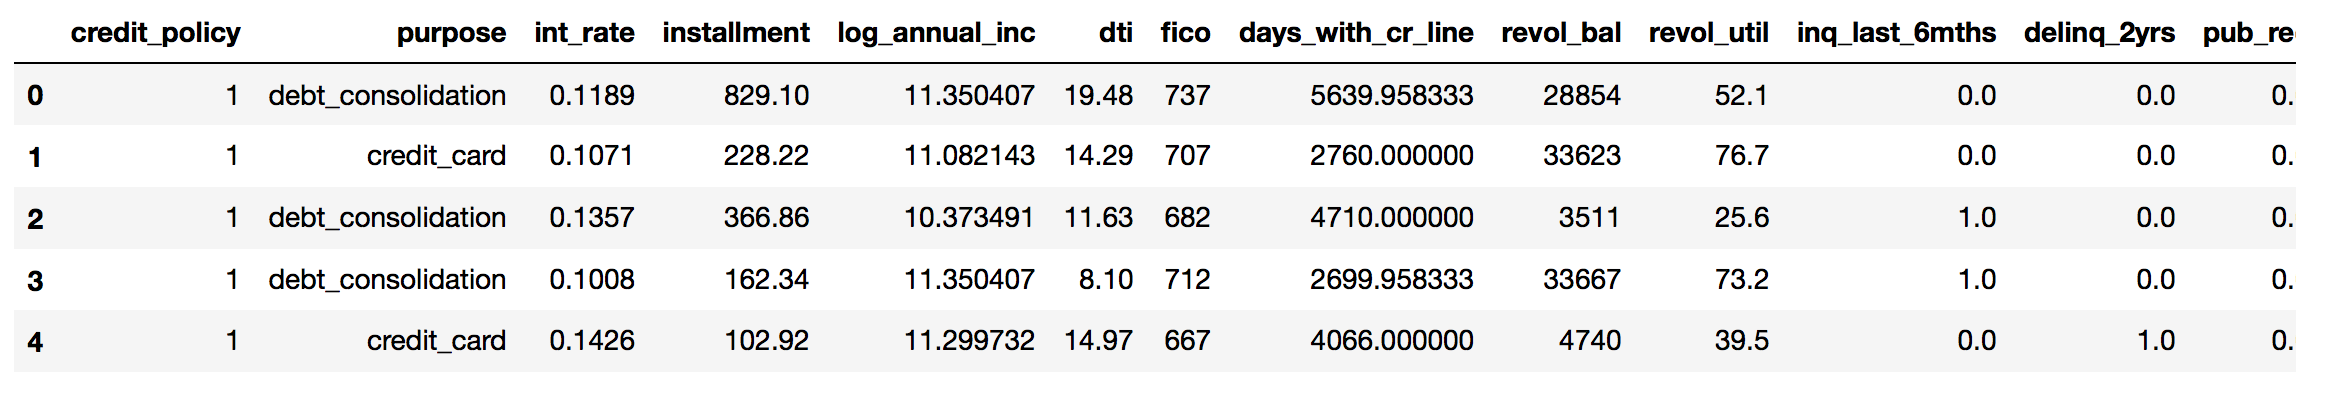 credit_policy purpose int_rate installment log_annual_inc dti fico days_with_cr_line revol_bal revol_util inq_last_6mths delinq_2yrs pub_re
0 1 debt_consolidation 0.1189 829.10 11.350407 19.48 737 5639.958333 28854 52.1 0.0 0.0 0.
1 1 credit_card 0.1071 228.22 11.082143 14.29 707 2760.000000 33623 76.7 0.0 0.0 0.
2 1 debt_consolidation 0.1357 366.86 10.373491 11.63 682 4710.000000 3511 25.6 1.0 0.0 0.
3 1 debt_consolidation 0.1008 162.34 11.350407 8.10 712 2699.958333 33667 73.2 1.0 0.0 0.
4 1 credit_card 0.1426 102.92 11.299732 14.97 667 4066.000000 4740 39.5 0.0 1.0 0.